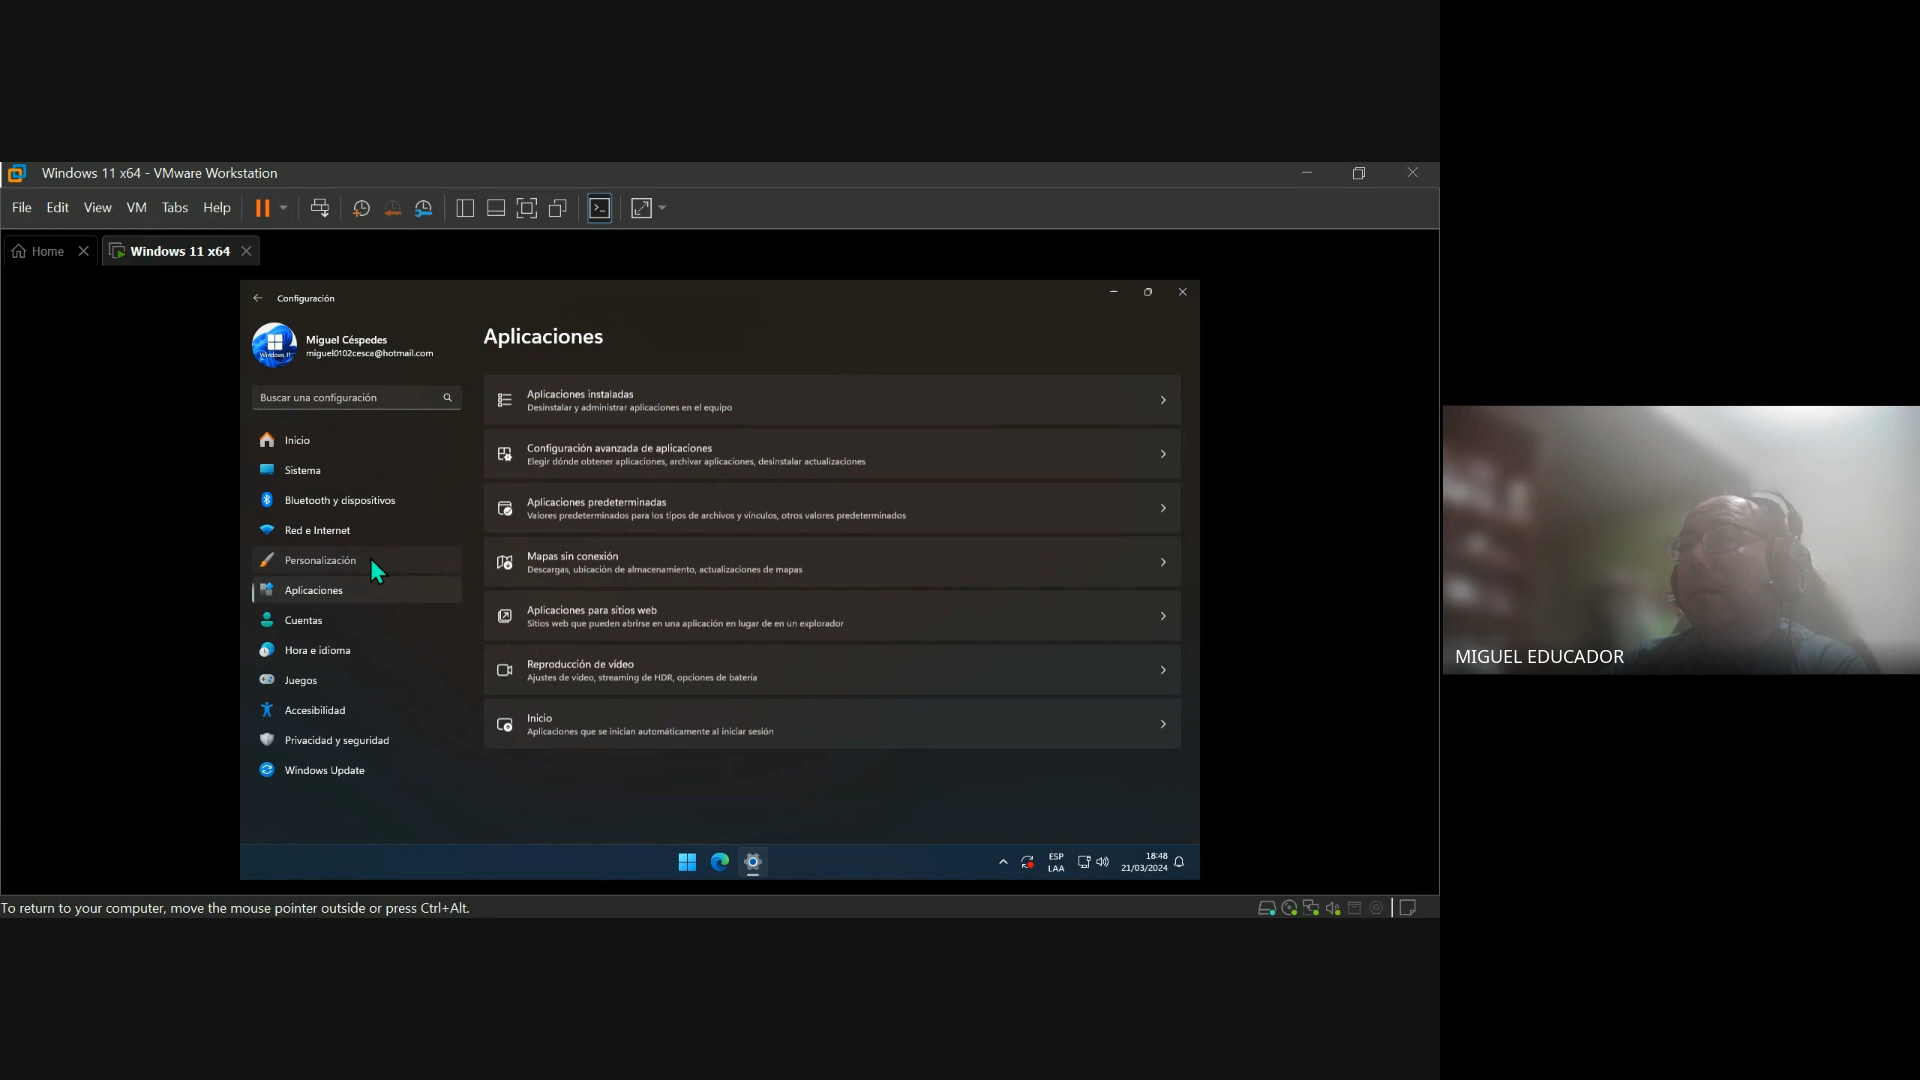 Windows 11 x64 - VMware Workstation
File Edit View VM Tabs Help
Home
Windows 11 x64
Configuración
Miguel Céspedes
miguel0102cesca@hotmail.com
Buscar una configuración
Inicio
Sistema
Bluetooth y dispositivos
Red e Internet
Personalización
Aplicaciones
Cuentas
Hora e idioma
Juegos
Accesibilidad
Privacidad y seguridad
Windows Update
Aplicaciones
Aplicaciones instaladas
Desinstalar y administrar aplicaciones en el equipo
Configuración avanzada de aplicaciones
Elegir dónde obtener aplicaciones, archivar aplicaciones, desinstalar actualizaciones
Aplicaciones predeterminadas
Valores predeterminados para los tipos de archivos y vínculos, otros valores predeterminados
Mapas sin conexión
Descargas, ubicación de almacenamiento, actualizaciones de mapas
Aplicaciones para sitios web
Sitios web que pueden abrirse en una aplicación en lugar de en un explorador
Reproducción de vídeo
Ajustes de vídeo, streaming de HDR, opciones de batería
Inicio
Aplicaciones que se inician automáticamente al iniciar sesión
ESP
LAA
18:48
21/03/2024
To return to your computer, move the mouse pointer outside or press Ctrl+Alt.
MIGUEL EDUCADOR